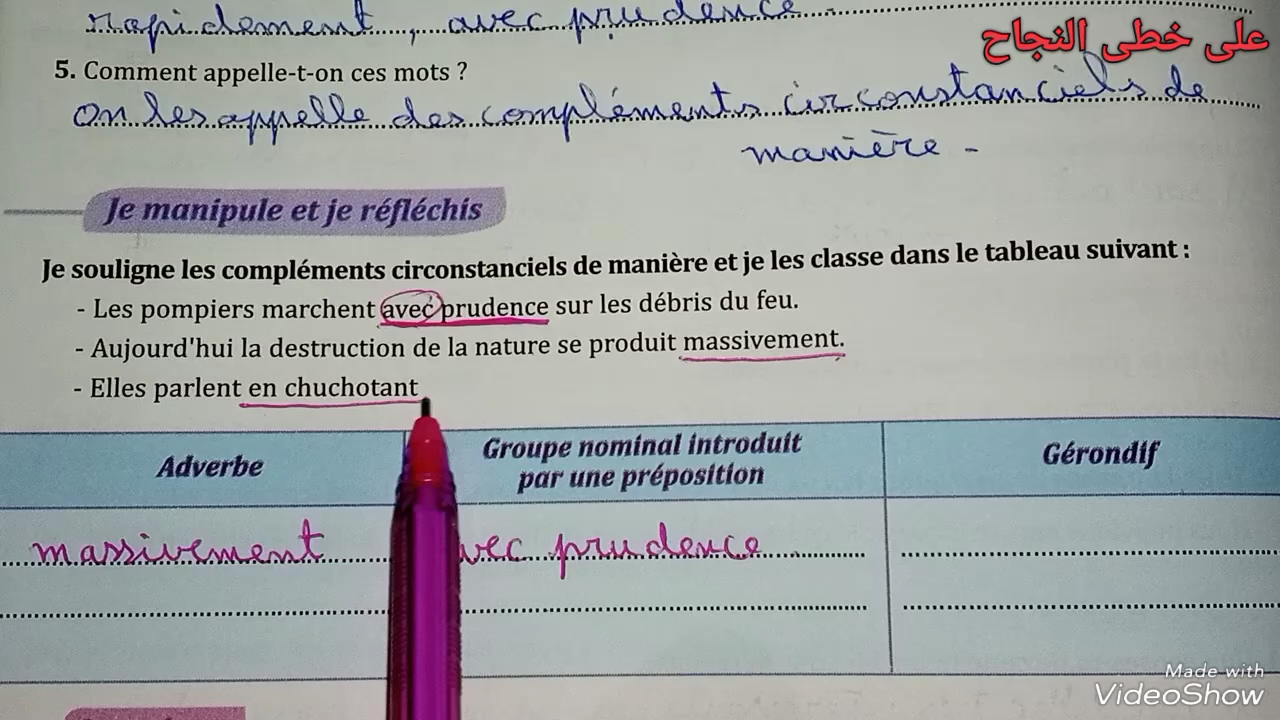 rapidement, avec prudence
على خطى النجاح
5. Comment appelle-t-on ces mots ?
on les appelle des compléments circonstanciels de
manière -
Je manipule et je réfléchis
Je souligne les compléments circonstanciels de manière et je les classe dans le tableau suivant :
- Les pompiers marchent avec prudence sur les débris du feu.
- Aujourd'hui la destruction de la nature se produit massivement.
- Elles parlent en chuchotant
Adverbe
Groupe nominal introduit
par une préposition
Gérondif
massivement
vec prudence
Made with
VideoShow